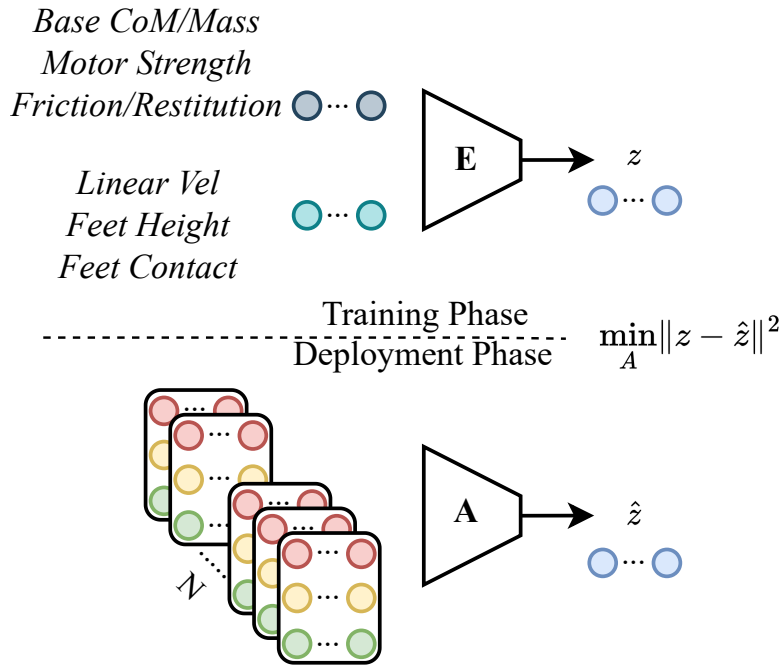 Base CoM/Mass
Motor Strength
Friction/Restitution
...
E
z
...
Linear Vel
Feet Height
Feet Contact
...
Training Phase
Deployment Phase
min_A ‖z − ẑ‖²
...
...
...
...
...
...
...
...
...
N
A
ẑ
...